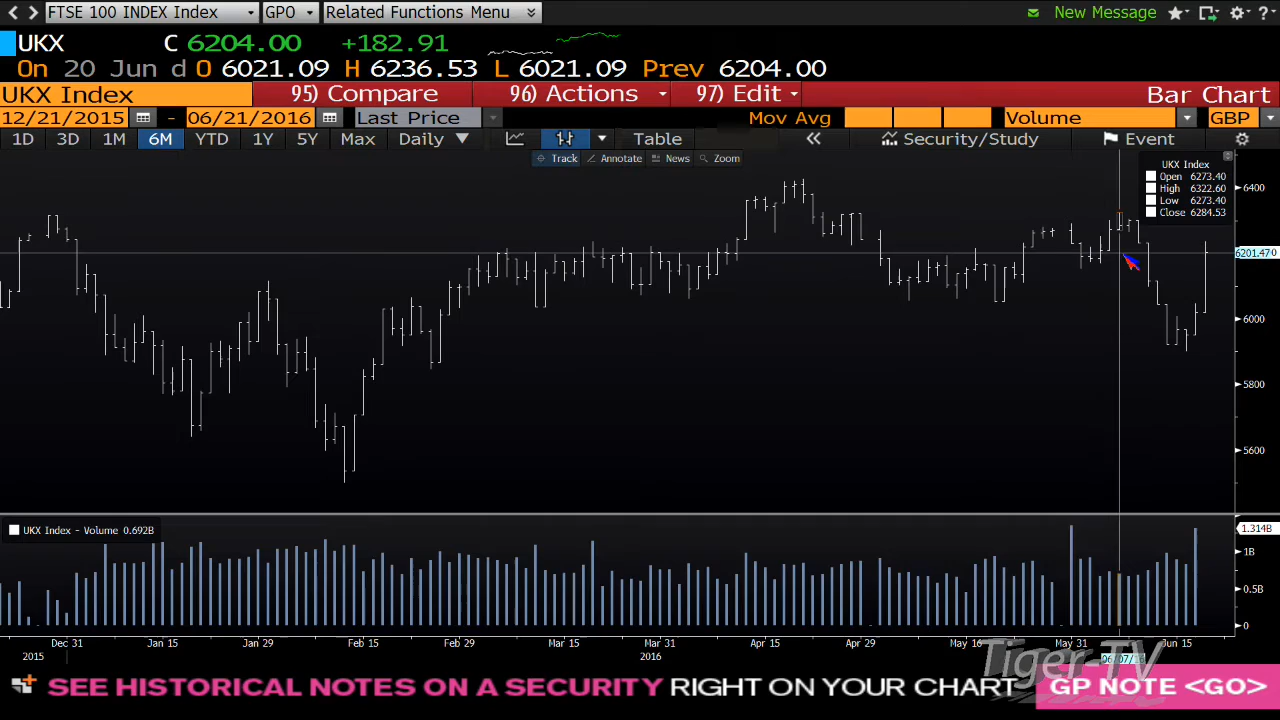 FTSE 100 INDEX Index GPO Related Functions Menu New Message
UKX C 6204.00 +182.91
On 20 Jun d O 6021.09 H 6236.53 L 6021.09 Prev 6204.00
UKX Index 95) Compare 96) Actions 97) Edit Bar Chart
12/21/2015 - 06/21/2016 Last Price Mov Avg Volume GBP
1D 3D 1M 6M YTD 1Y 5Y Max Daily Table Security/Study Event
Track Annotate News Zoom
UKX Index
Open 6273.40
High 6322.60
Low 6273.40
Close 6284.53
6400
6201.470
6000
5800
5600
UKX Index - Volume 0.692B
1.314B
1B
0.5B
0
Dec 31 Jan 15 Jan 29 Feb 15 Feb 29 Mar 15 Mar 31 Apr 15 Apr 29 May 16 May 31 Jun 15
2015 2016
Tiger-TV
SEE HISTORICAL NOTES ON A SECURITY RIGHT ON YOUR CHART GP NOTE <GO>